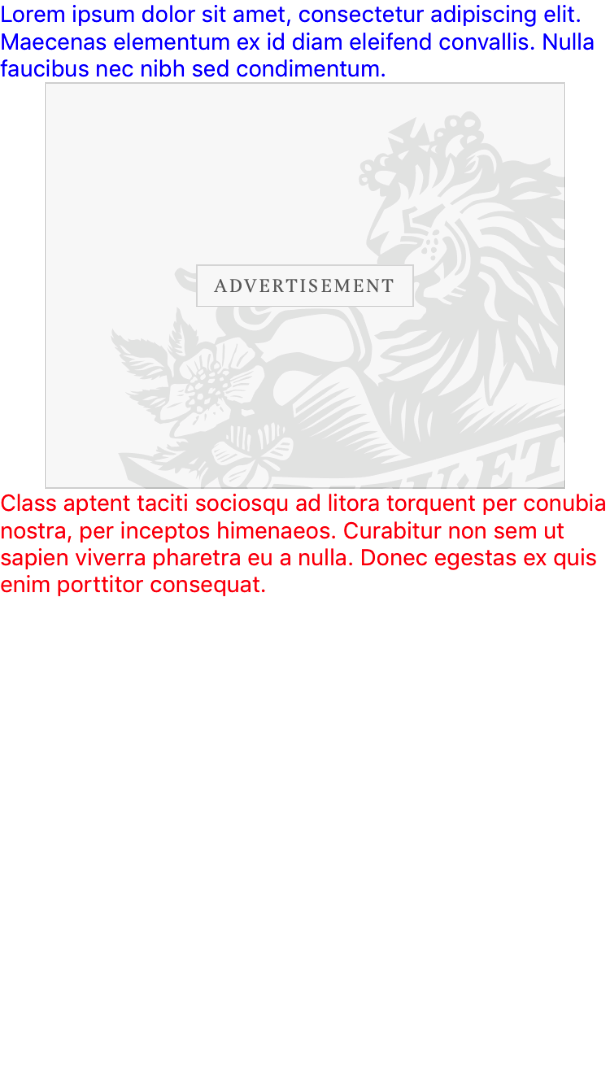 Lorem ipsum dolor sit amet, consectetur adipiscing elit.
Maecenas elementum ex id diam eleifend convallis. Nulla
faucibus nec nibh sed condimentum.
ADVERTISEMENT
Class aptent taciti sociosqu ad litora torquent per conubia
nostra, per inceptos himenaeos. Curabitur non sem ut
sapien viverra pharetra eu a nulla. Donec egestas ex quis
enim porttitor consequat.